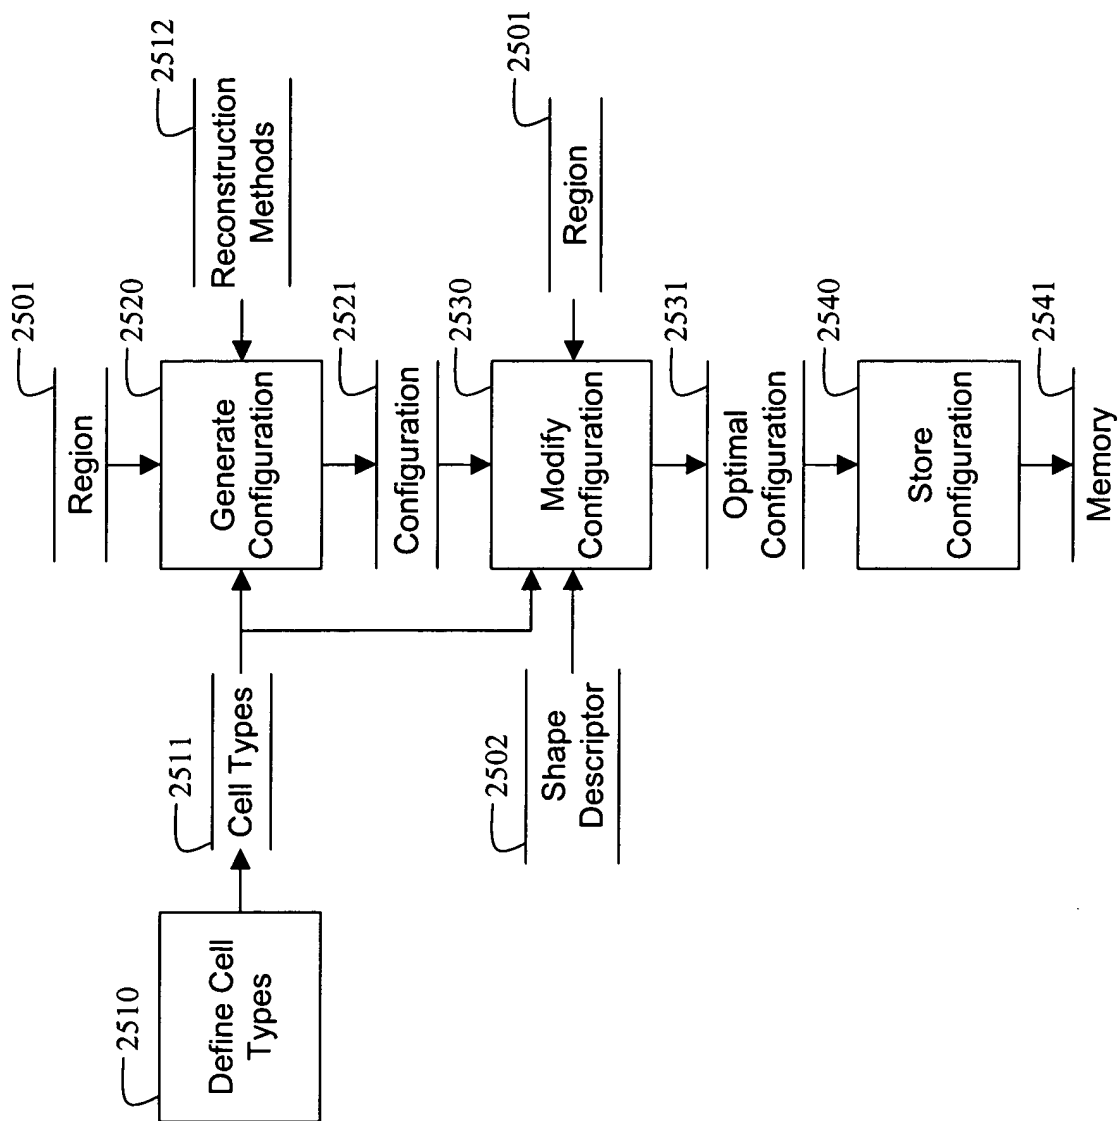 2501
Region
2520
Generate
Configuration
2512
Reconstruction
Methods
2510
Define Cell
Types
2511
Cell Types
2521
Configuration
2530
Modify
Configuration
2501
Region
2502
Shape
Descriptor
2531
Optimal
Configuration
2540
Store
Configuration
2541
Memory